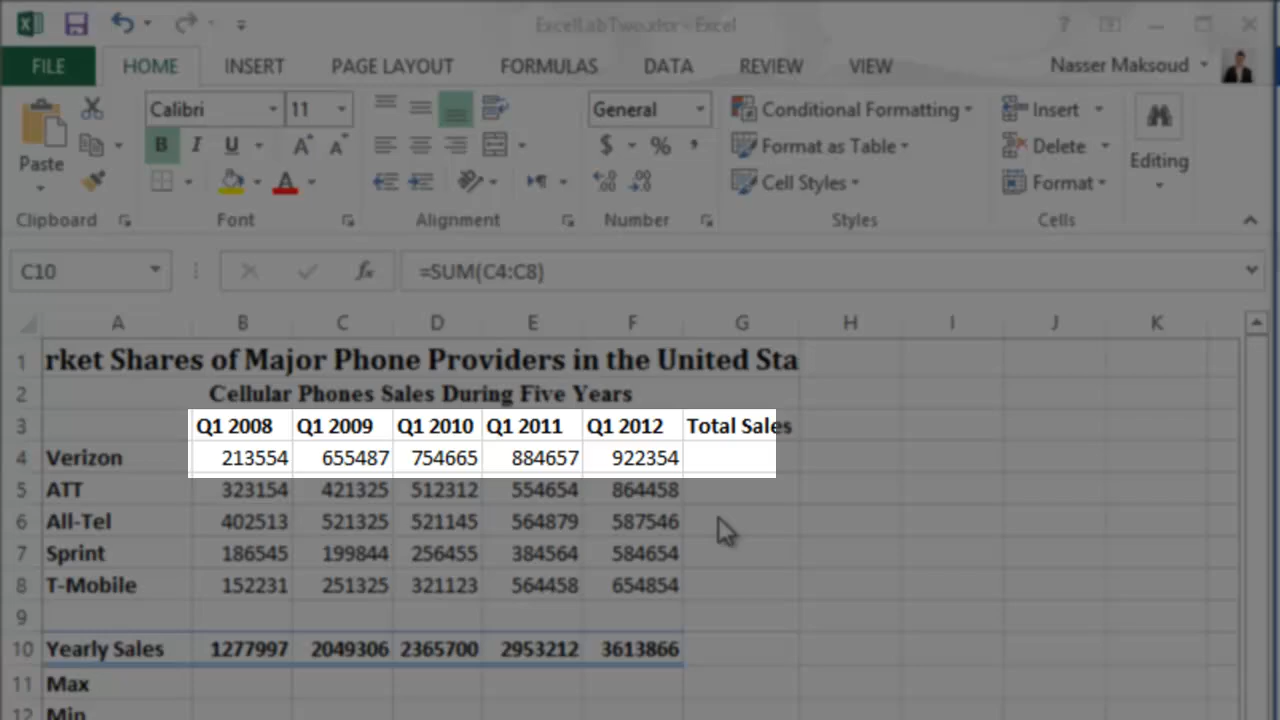 ExcelLabTwo.xlsx - Excel
FILE HOME INSERT PAGE LAYOUT FORMULAS DATA REVIEW VIEW Nasser Maksoud
Calibri 11 General Conditional Formatting Insert
Paste B I U A A $ % , Format as Table Delete Editing
Cell Styles Format
Clipboard Font Alignment Number Styles Cells
C10 fx =SUM(C4:C8)
A B C D E F G H I J K
1 rket Shares of Major Phone Providers in the United Sta
2 Cellular Phones Sales During Five Years
3 Q1 2008 Q1 2009 Q1 2010 Q1 2011 Q1 2012 Total Sales
4 Verizon 213554 655487 754665 884657 922354
5 ATT 323154 421325 512312 554654 864458
6 All-Tel 402513 521325 521145 564879 587546
7 Sprint 186545 199844 256455 384564 584654
8 T-Mobile 152231 251325 321123 564458 654854
9
10 Yearly Sales 1277997 2049306 2365700 2953212 3613866
11 Max
12 Min